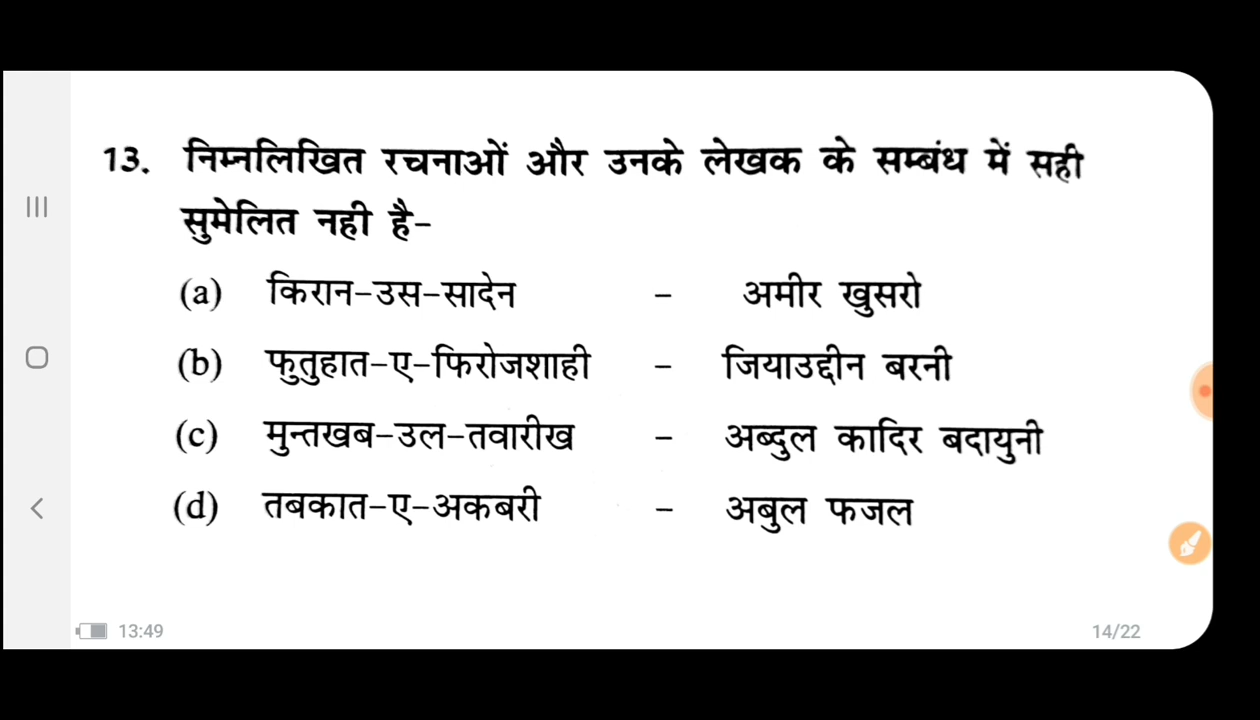 13. निम्नलिखित रचनाओं और उनके लेखक के सम्बंध में सही
सुमेलित नही है-
(a) किरान-उस-सादेन - अमीर खुसरो
(b) फुतुहात-ए-फिरोजशाही - जियाउद्दीन बरनी
(c) मुन्तखब-उल-तवारीख - अब्दुल कादिर बदायुनी
(d) तबकात-ए-अकबरी - अबुल फजल
13:49 14/22